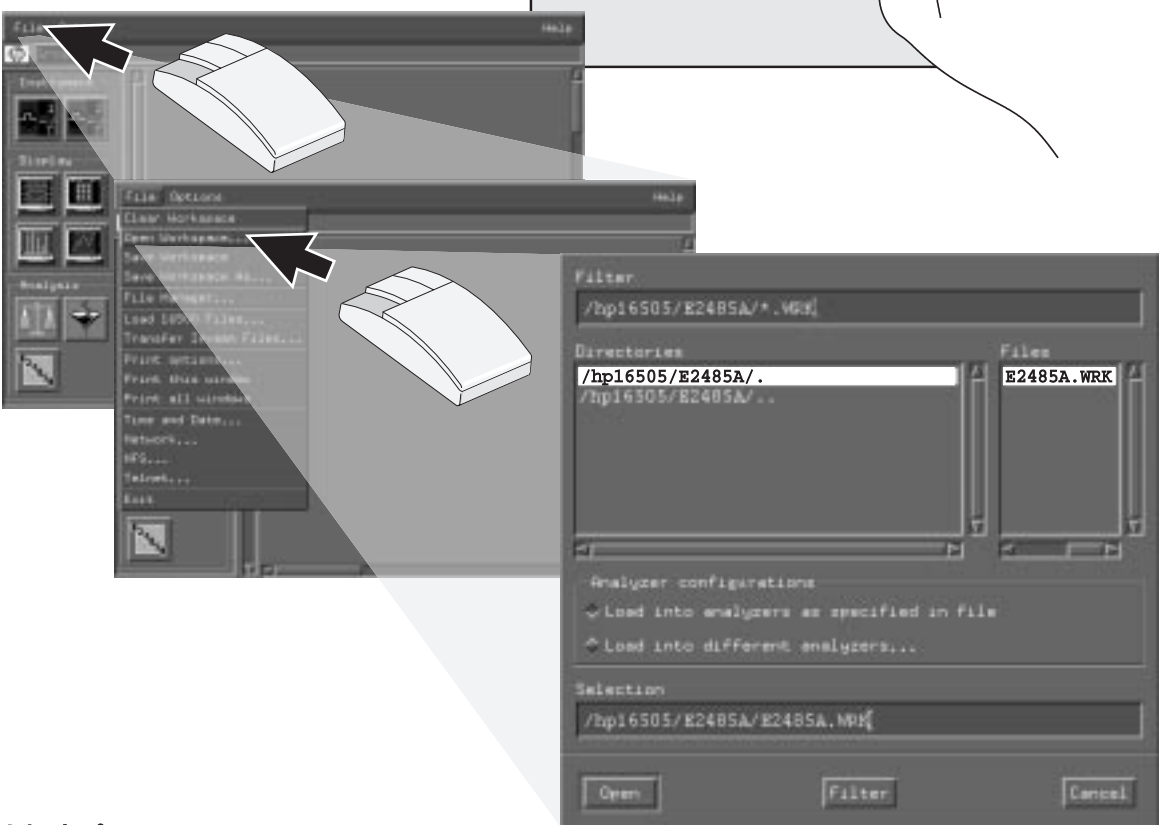 File
Help
Instrument
Display
Analysis
File Options Help
Clear Workspace
Open Workspace...
Save Workspace
Save Workspace As...
File Manager...
Load 16500 Files...
Transfer Files...
Print options...
Print this window
Print all windows
Time and Date...
Network...
NFS...
Telnet...
Exit
Filter
/hp16505/E2485A/*.WRK
Directories
/hp16505/E2485A/.
/hp16505/E2485A/..
Files
E2485A.WRK
Analyzer configurations
Load into analyzers as specified in file
Load into different analyzers...
Selection
/hp16505/E2485A/E2485A.WRK
Open Filter Cancel